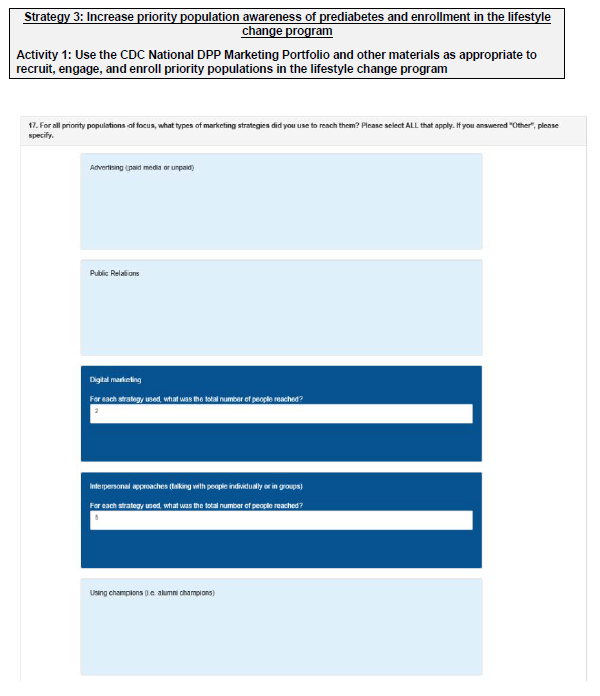 Strategy 3: Increase priority population awareness of prediabetes and enrollment in the lifestyle
change program
Activity 1: Use the CDC National DPP Marketing Portfolio and other materials as appropriate to
recruit, engage, and enroll priority populations in the lifestyle change program
17. For all priority populations of focus, what types of marketing strategies did you use to reach them? Please select ALL that apply. If you answered "Other", please
specify.
Advertising (paid media or unpaid)
Public Relations
Digital marketing
For each strategy used, what was the total number of people reached?
2
Interpersonal approaches (talking with people individually or in groups)
For each strategy used, what was the total number of people reached?
5
Using champions (i.e. alumni champions)